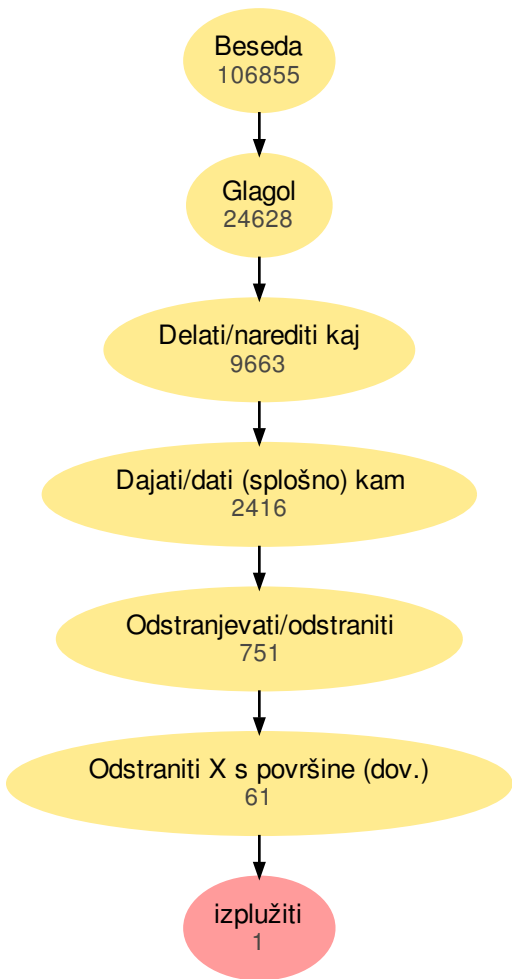 Beseda
106855
Glagol
24628
Delati/narediti kaj
9663
Dajati/dati (splošno) kam
2416
Odstranjevati/odstraniti
751
Odstraniti X s površine (dov.)
61
izplužiti
1